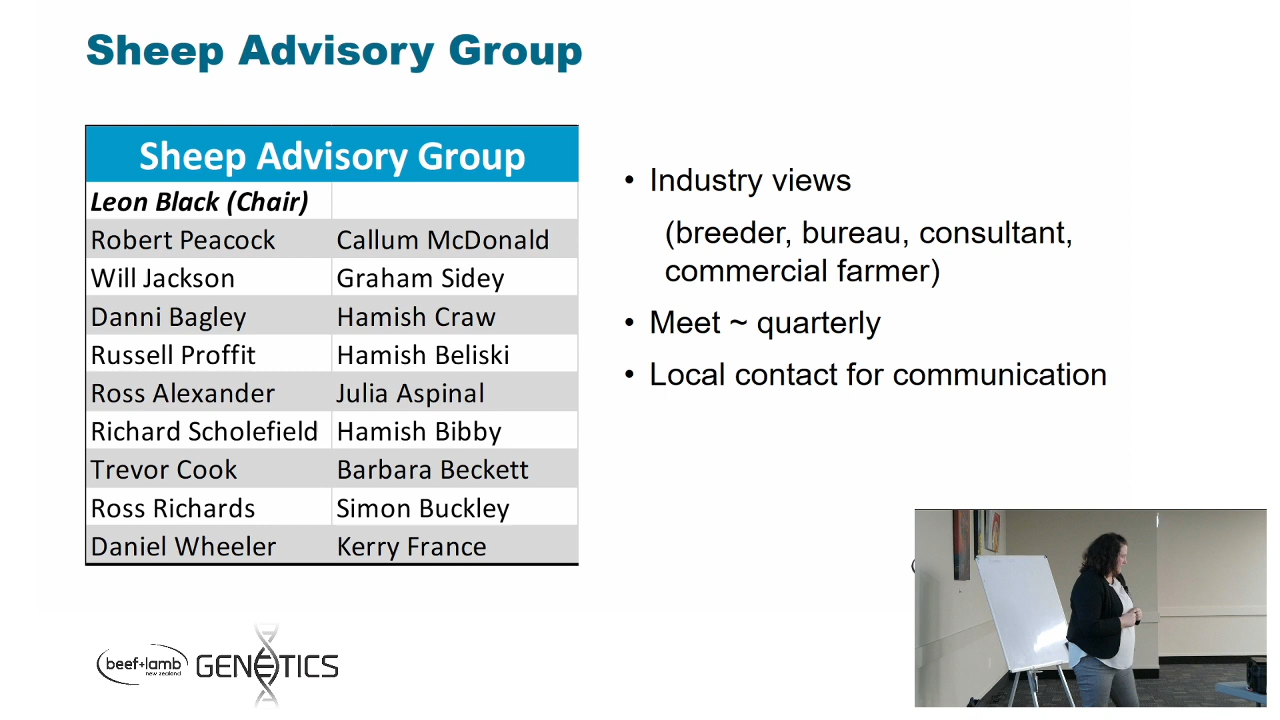 Sheep Advisory Group
Sheep Advisory Group
Leon Black (Chair)
Robert Peacock Callum McDonald
Will Jackson Graham Sidey
Danni Bagley Hamish Craw
Russell Proffit Hamish Beliski
Ross Alexander Julia Aspinal
Richard Scholefield Hamish Bibby
Trevor Cook Barbara Beckett
Ross Richards Simon Buckley
Daniel Wheeler Kerry France
• Industry views
(breeder, bureau, consultant,
commercial farmer)
• Meet ~ quarterly
• Local contact for communication
beef+lamb
new zealand
GENETICS